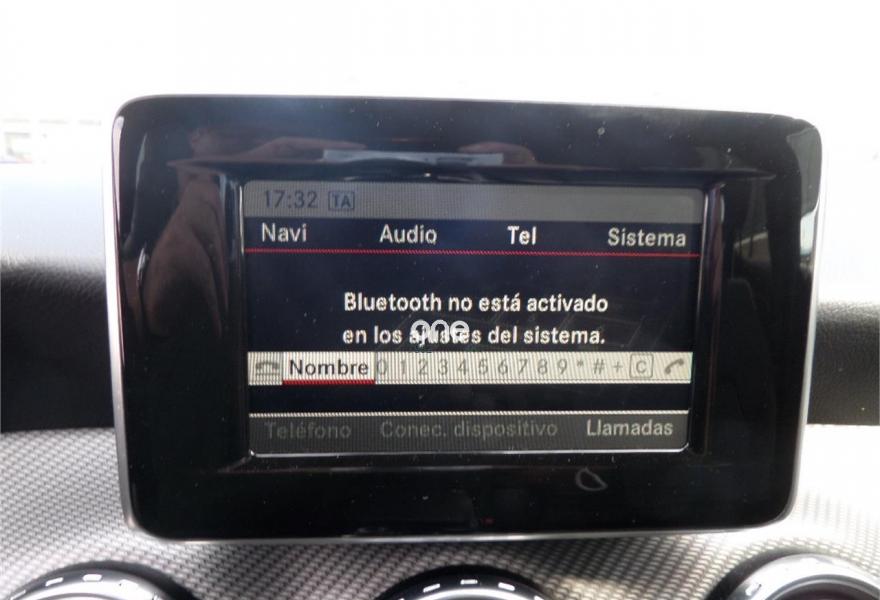 17:32 TA
Navi Audio Tel Sistema
Bluetooth no está activado
en los ajustes del sistema.
one
Nombre 0 1 2 3 4 5 6 7 8 9 * # + C
Teléfono Conec. dispositivo Llamadas